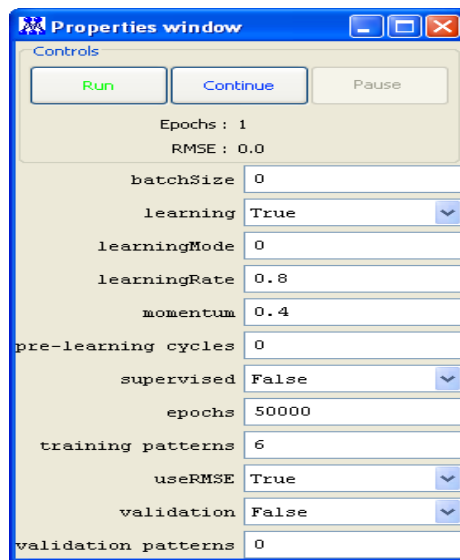 Properties window
Controls
Run Continue Pause
Epochs : 1
RMSE : 0.0
batchSize 0
learning True
learningMode 0
learningRate 0.8
momentum 0.4
pre-learning cycles 0
supervised False
epochs 50000
training patterns 6
useRMSE True
validation False
validation patterns 0